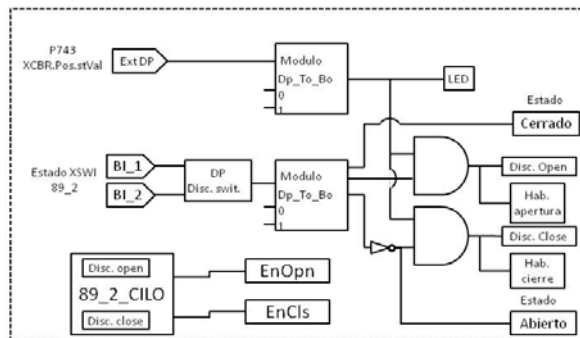 P743
XCBR.Pos.stVal
Ext DP
Modulo
Dp_To_Bo
0
1
LED
Estado
Cerrado
Estado XSWI
89_2
BI_1
BI_2
DP
Disc. swit.
Modulo
Dp_To_Bo
0
1
Disc. Open
Hab.
apertura
Disc. Close
Hab.
cierre
Disc. open
89_2_CILO
Disc. close
EnOpn
EnCls
Estado
Abierto